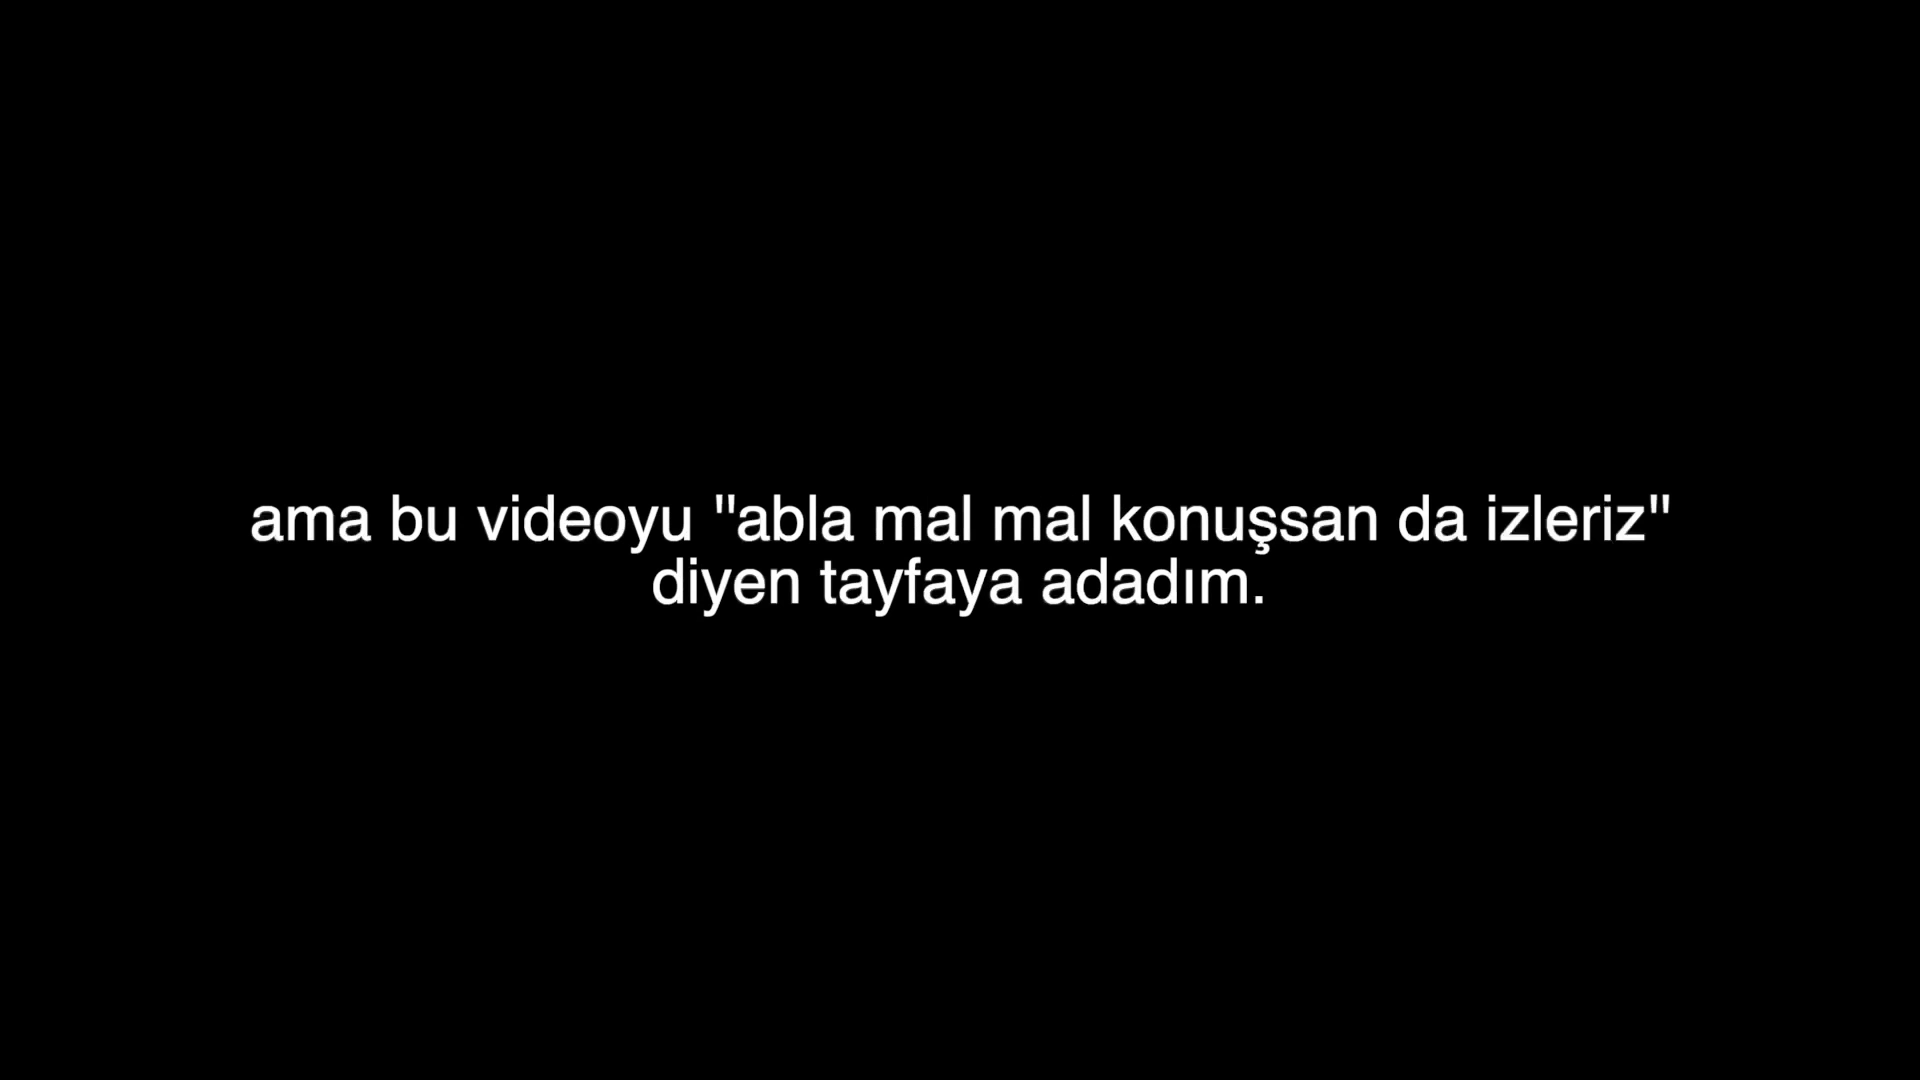 ama bu videoyu "abla mal mal konuşsan da izleriz"
diyen tayfaya adadım.